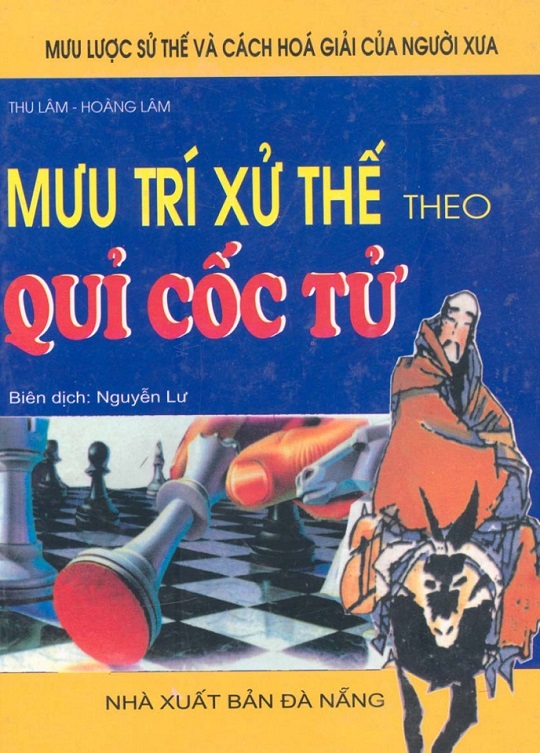 MƯU LƯỢC SỬ THẾ VÀ CÁCH HOÁ GIẢI CỦA NGƯỜI XƯA
THU LÂM - HOÀNG LÂM
MƯU TRÍ XỬ THẾ THEO
QUỈ CỐC TỬ
Biên dịch: Nguyễn Lư
NHÀ XUẤT BẢN ĐÀ NẴNG